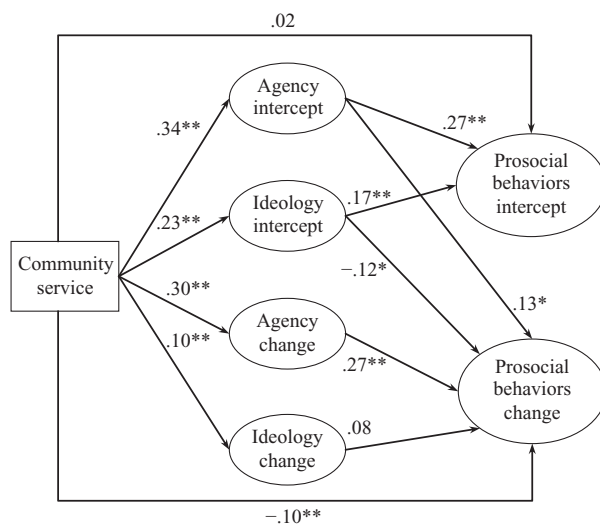 .02
Agency
intercept
.34**
.27**
Prosocial
behaviors
intercept
Ideology
intercept
.17**
.23**
Community
service
−.12*
.30**
.13*
Agency
change
.10**
.27**
Prosocial
behaviors
change
Ideology
change
.08
−.10**